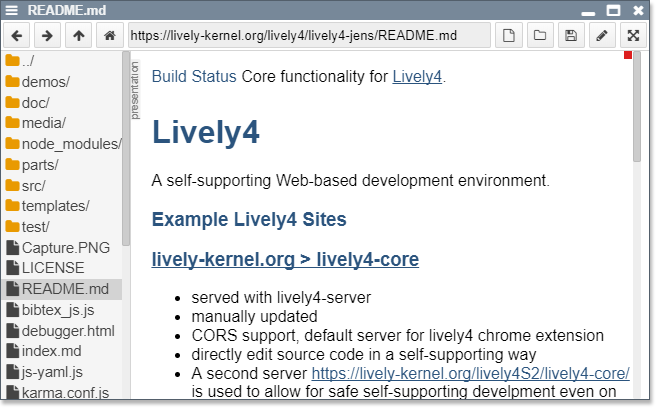 README.md
https://lively-kernel.org/lively4/lively4-jens/README.md
../
demos/
doc/
media/
node_modules/
parts/
src/
templates/
test/
Capture.PNG
LICENSE
README.md
bibtex_js.js
debugger.html
index.md
js-yaml.js
karma.conf.js
presentation
Build Status Core functionality for Lively4.
Lively4
A self-supporting Web-based development environment.
Example Lively4 Sites
lively-kernel.org > lively4-core
• served with lively4-server
• manually updated
• CORS support, default server for lively4 chrome extension
• directly edit source code in a self-supporting way
• A second server https://lively-kernel.org/lively4S2/lively4-core/
is used to allow for safe self-supporting develpment even on